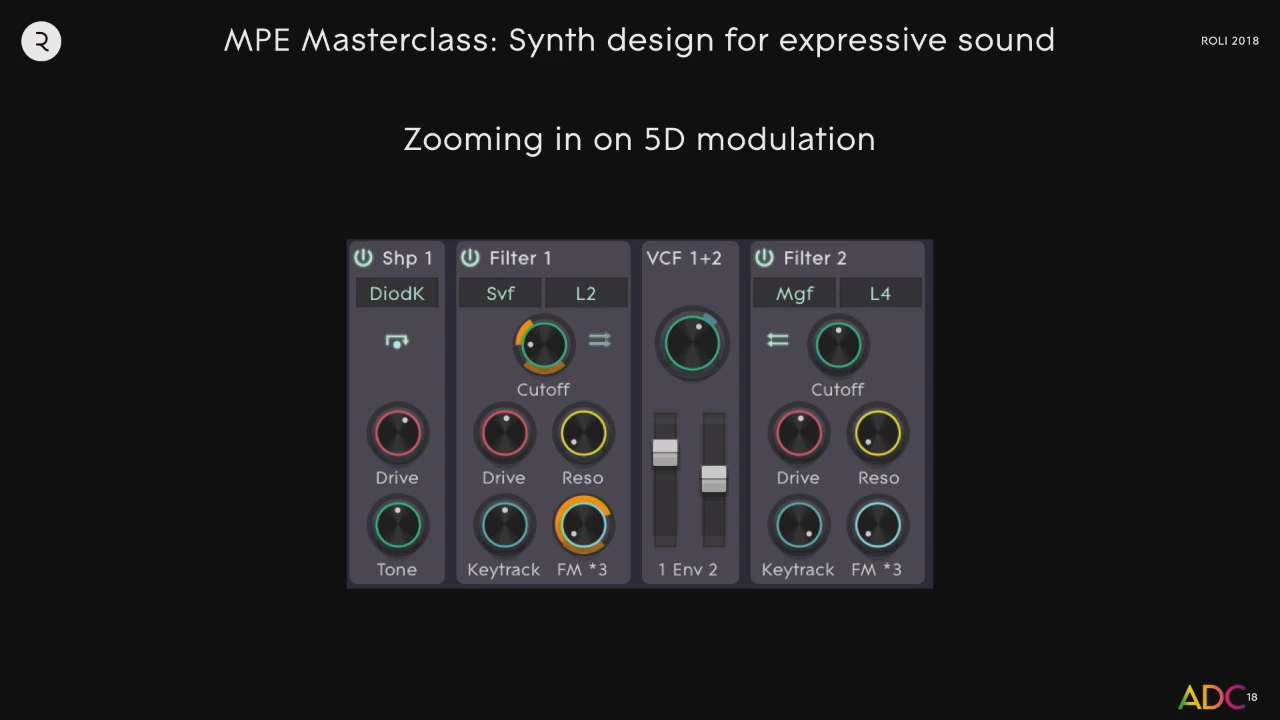 MPE Masterclass: Synth design for expressive sound
ROLI 2018
Zooming in on 5D modulation
Shp 1 Filter 1 VCF 1+2 Filter 2
DiodK Svf L2 Mgf L4
Cutoff Cutoff
Drive Drive Reso Drive Reso
Tone Keytrack FM *3 1 Env 2 Keytrack FM *3
ADC18